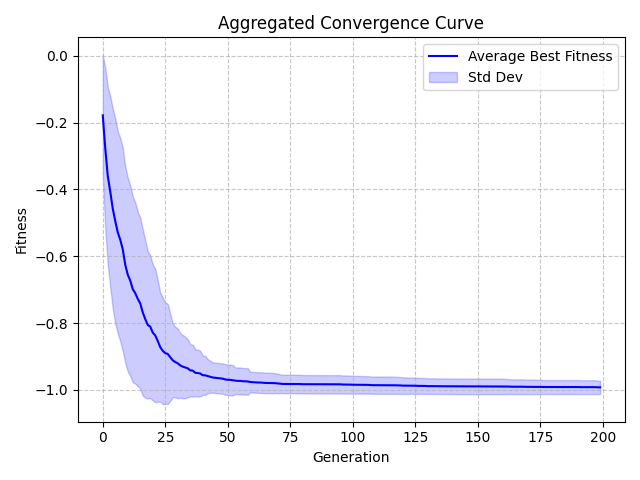 Aggregated Convergence Curve
Average Best Fitness
Std Dev
Fitness
0.0
−0.2
−0.4
−0.6
−0.8
−1.0
0 25 50 75 100 125 150 175 200
Generation